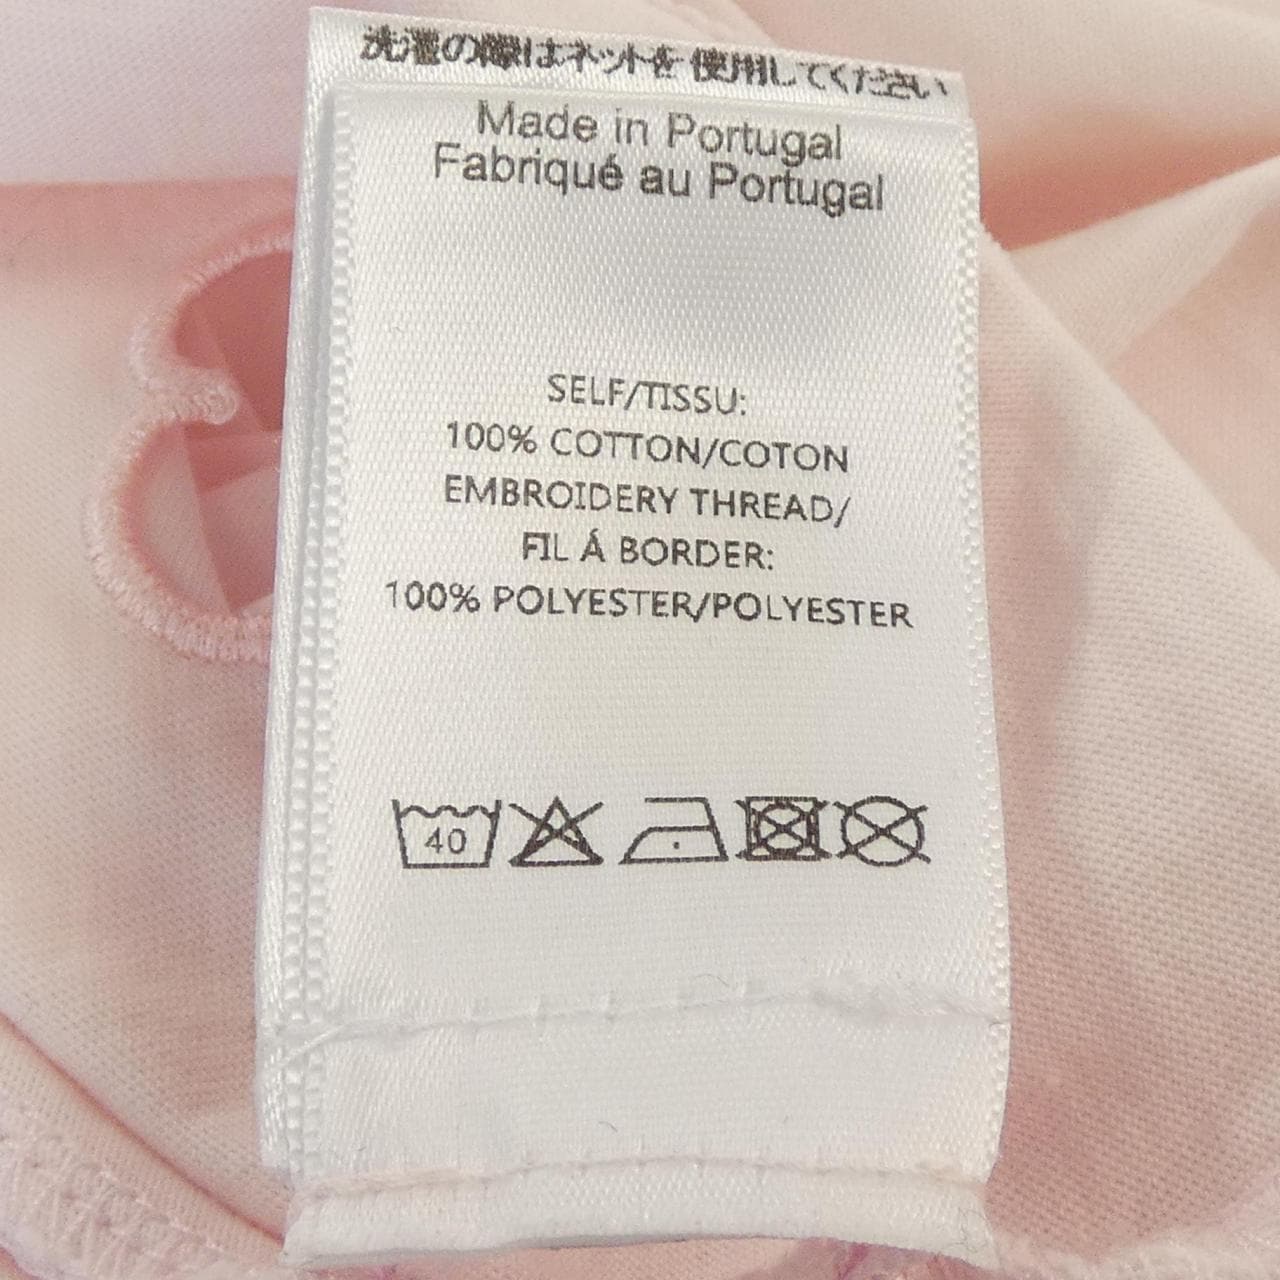 洗濯の際はネットを使用してください
Made in Portugal
Fabriqué au Portugal
SELF/TISSU:
100% COTTON/COTON
EMBROIDERY THREAD/
FIL Á BORDER:
100% POLYESTER/POLYESTER
40